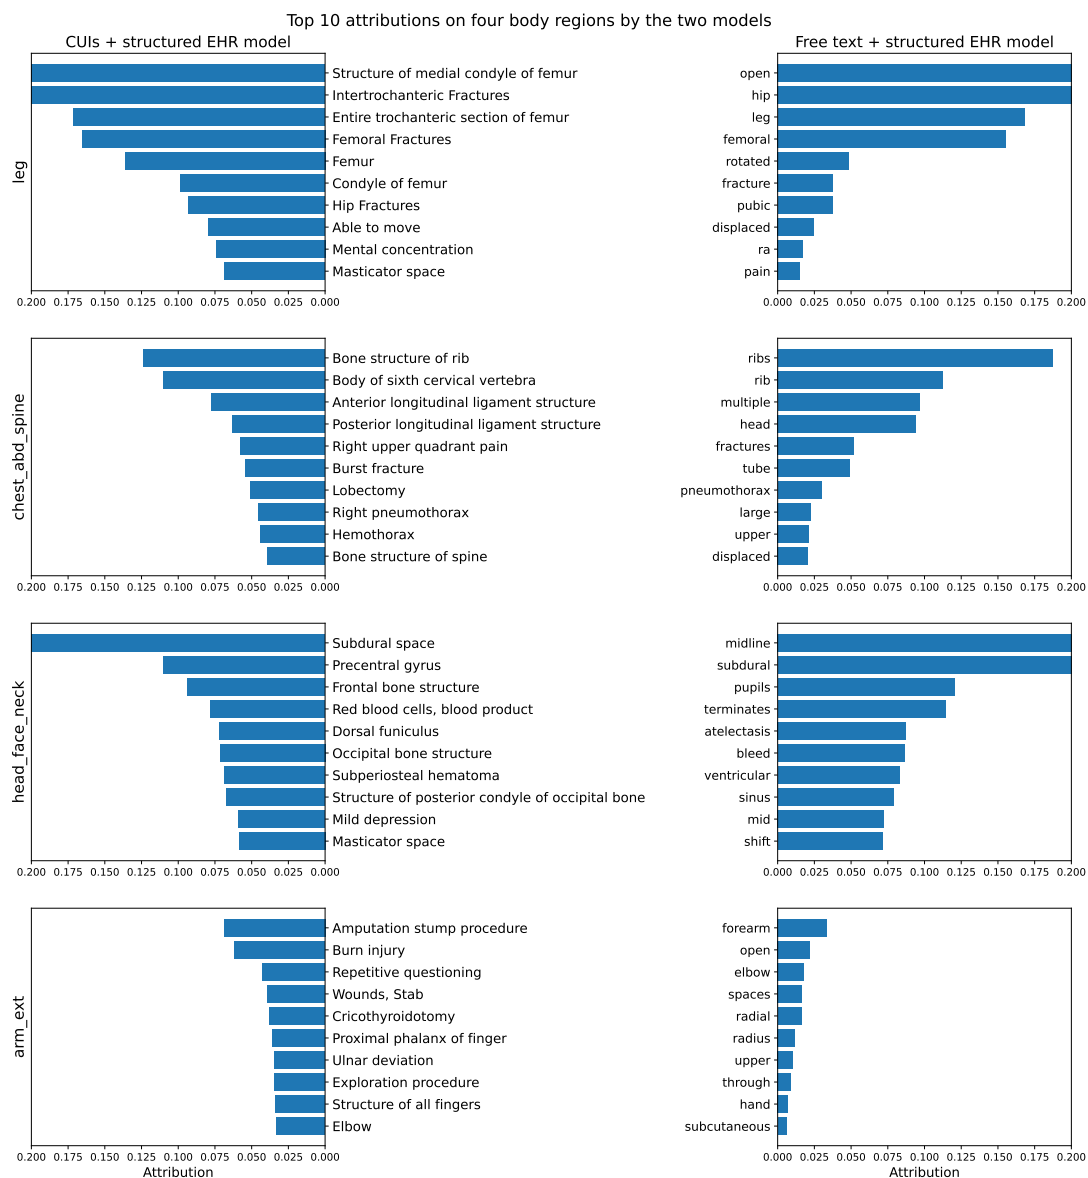 Top 10 attributions on four body regions by the two models
CUIs + structured EHR model
Free text + structured EHR model
leg
Structure of medial condyle of femur
Intertrochanteric Fractures
Entire trochanteric section of femur
Femoral Fractures
Femur
Condyle of femur
Hip Fractures
Able to move
Mental concentration
Masticator space
0.200 0.175 0.150 0.125 0.100 0.075 0.050 0.025 0.000
open
hip
leg
femoral
rotated
fracture
pubic
displaced
ra
pain
0.000 0.025 0.050 0.075 0.100 0.125 0.150 0.175 0.200
chest_abd_spine
Bone structure of rib
Body of sixth cervical vertebra
Anterior longitudinal ligament structure
Posterior longitudinal ligament structure
Right upper quadrant pain
Burst fracture
Lobectomy
Right pneumothorax
Hemothorax
Bone structure of spine
0.200 0.175 0.150 0.125 0.100 0.075 0.050 0.025 0.000
ribs
rib
multiple
head
fractures
tube
pneumothorax
large
upper
displaced
0.000 0.025 0.050 0.075 0.100 0.125 0.150 0.175 0.200
head_face_neck
Subdural space
Precentral gyrus
Frontal bone structure
Red blood cells, blood product
Dorsal funiculus
Occipital bone structure
Subperiosteal hematoma
Structure of posterior condyle of occipital bone
Mild depression
Masticator space
0.200 0.175 0.150 0.125 0.100 0.075 0.050 0.025 0.000
midline
subdural
pupils
terminates
atelectasis
bleed
ventricular
sinus
mid
shift
0.000 0.025 0.050 0.075 0.100 0.125 0.150 0.175 0.200
arm_ext
Amputation stump procedure
Burn injury
Repetitive questioning
Wounds, Stab
Cricothyroidotomy
Proximal phalanx of finger
Ulnar deviation
Exploration procedure
Structure of all fingers
Elbow
0.200 0.175 0.150 0.125 0.100 0.075 0.050 0.025 0.000
Attribution
forearm
open
elbow
spaces
radial
radius
upper
through
hand
subcutaneous
0.000 0.025 0.050 0.075 0.100 0.125 0.150 0.175 0.200
Attribution